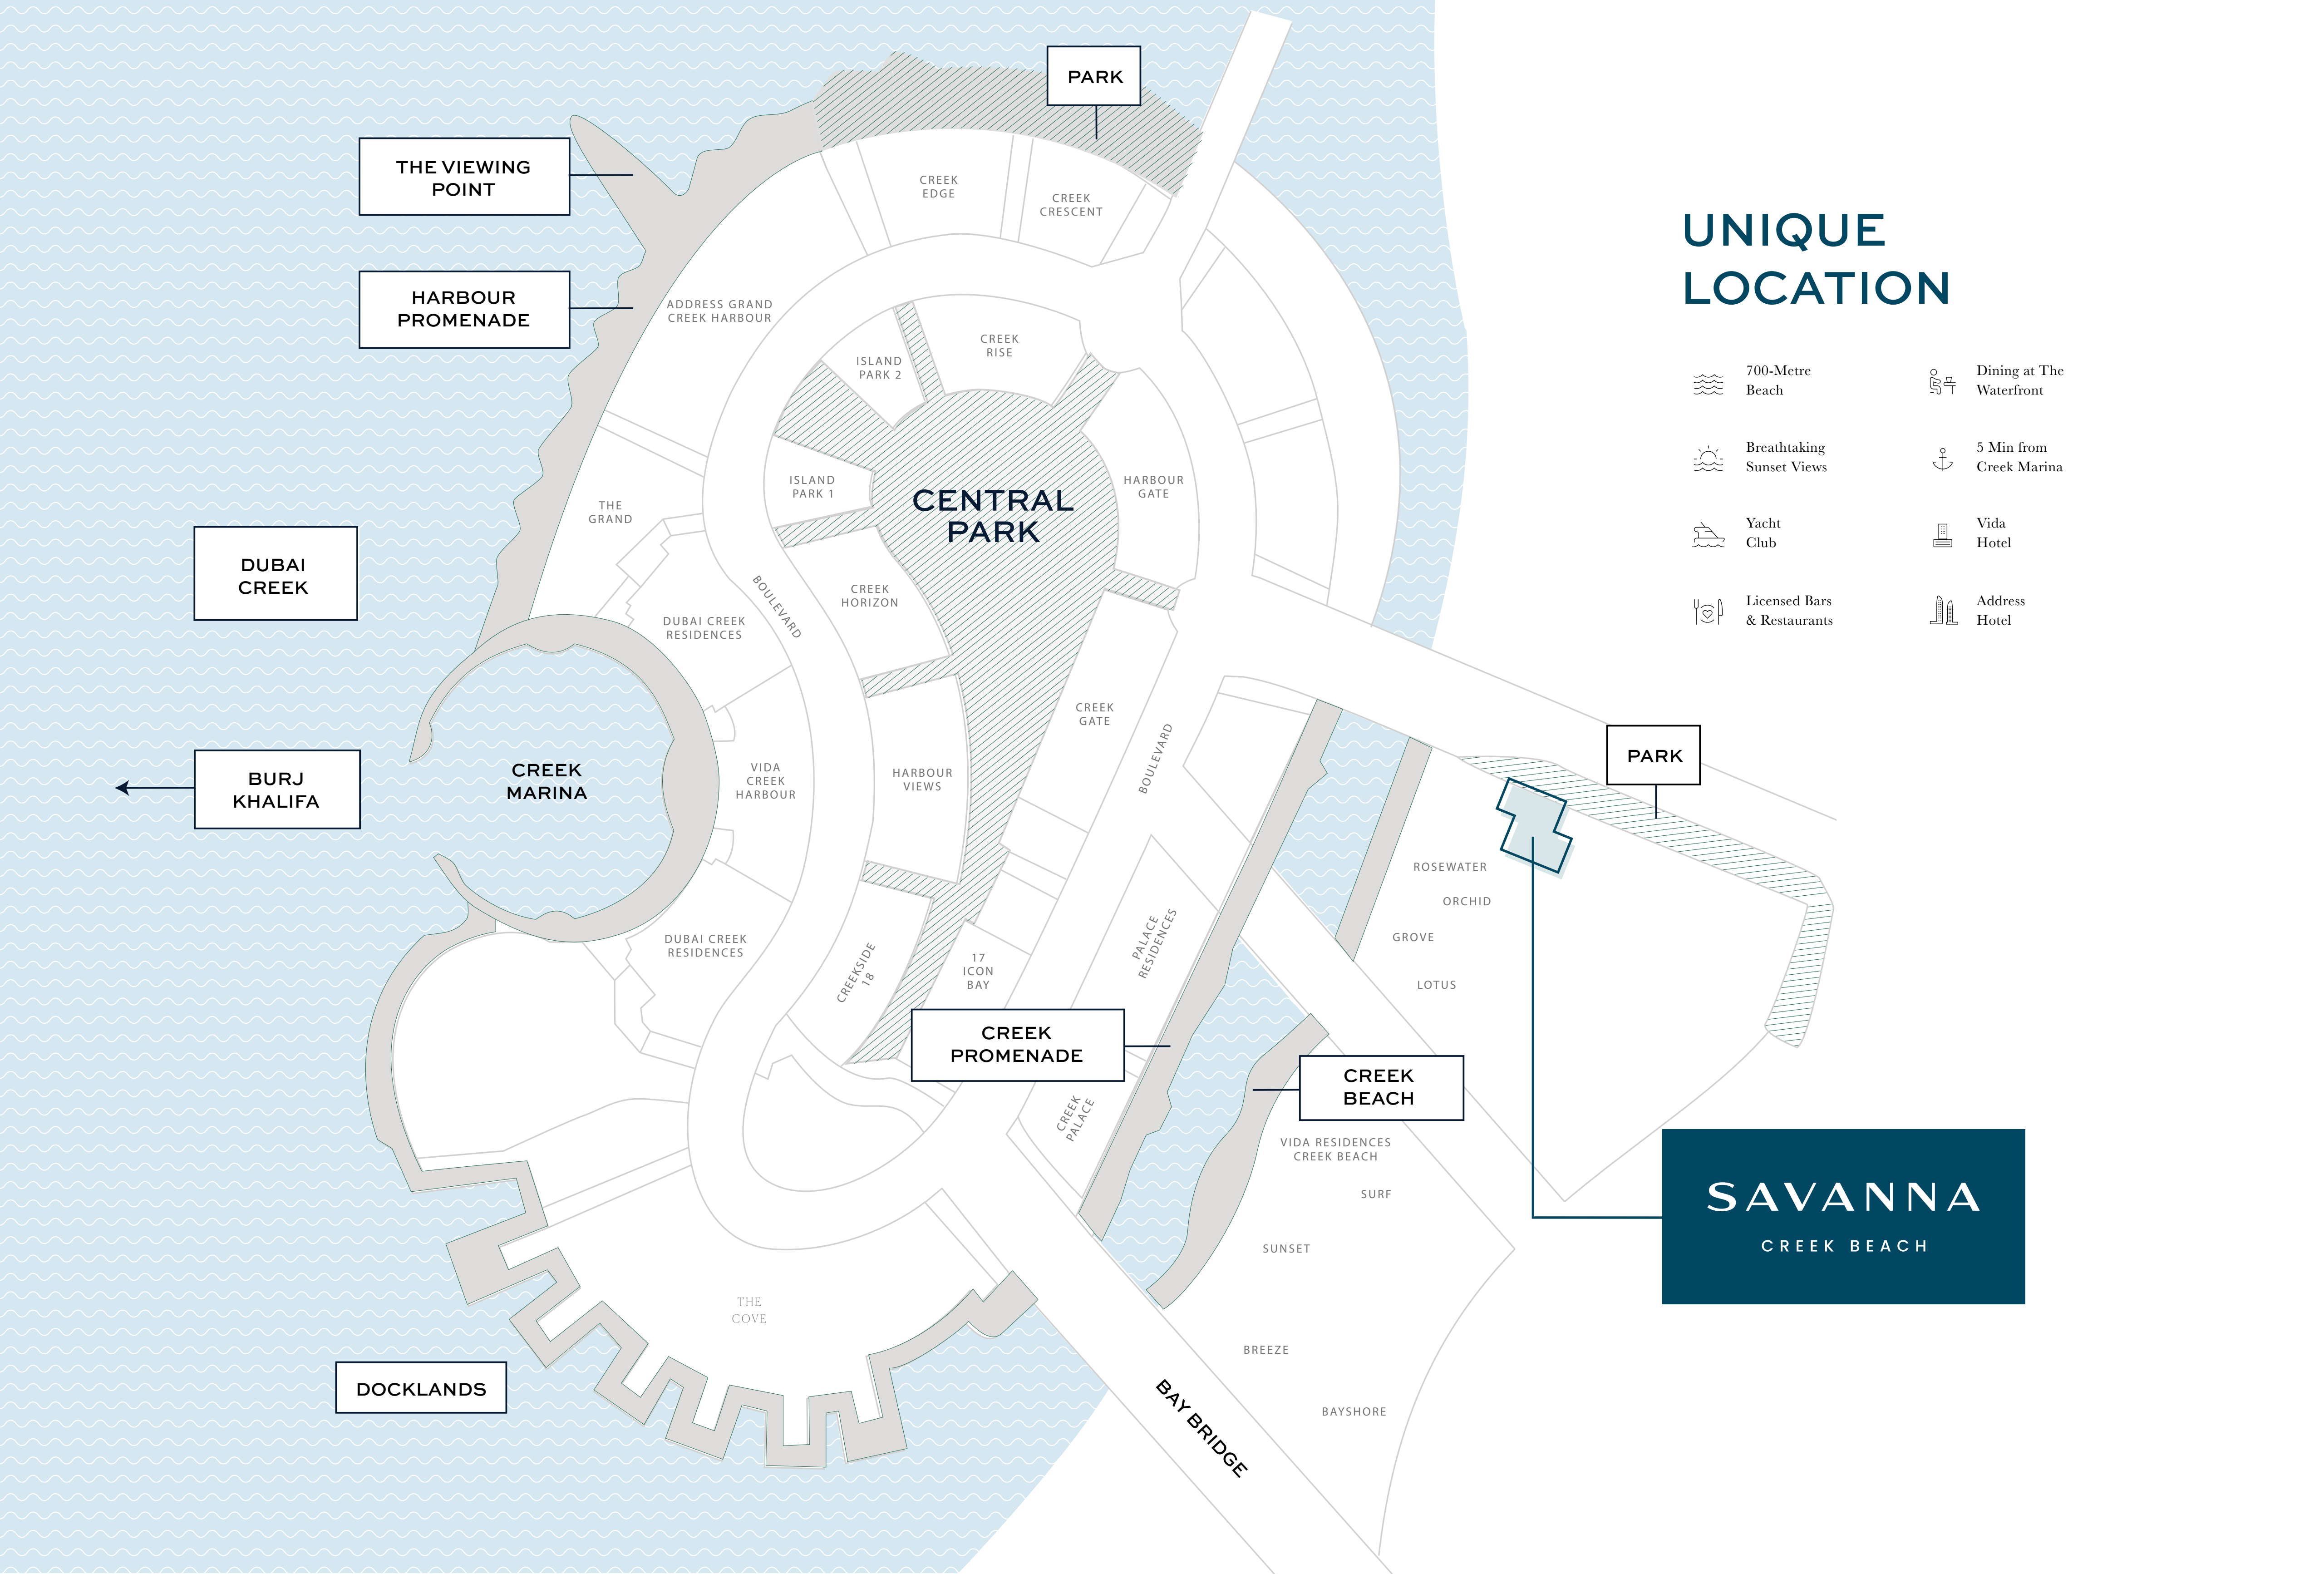 PARK
THE VIEWING
POINT
HARBOUR
PROMENADE
DUBAI
CREEK
BURJ
KHALIFA
CREEK
MARINA
DOCKLANDS
CREEK
EDGE
CREEK
CRESCENT
ADDRESS GRAND
CREEK HARBOUR
ISLAND
PARK 2
CREEK
RISE
ISLAND
PARK 1
THE
GRAND
CENTRAL
PARK
HARBOUR
GATE
BOULEVARD
CREEK
HORIZON
DUBAI CREEK
RESIDENCES
VIDA
CREEK
HARBOUR
HARBOUR
VIEWS
CREEK
GATE
BOULEVARD
DUBAI CREEK
RESIDENCES
CREEKSIDE
18
17
ICON
BAY
PALACE
RESIDENCES
CREEK
PROMENADE
CREEK
PALACE
CREEK
BEACH
THE
COVE
BAY BRIDGE
PARK
ROSEWATER
ORCHID
GROVE
LOTUS
VIDA RESIDENCES
CREEK BEACH
SURF
SUNSET
BREEZE
BAYSHORE
SAVANNA
CREEK BEACH
UNIQUE
LOCATION
700-Metre
Beach
Dining at The
Waterfront
Breathtaking
Sunset Views
5 Min from
Creek Marina
Yacht
Club
Vida
Hotel
Licensed Bars
& Restaurants
Address
Hotel